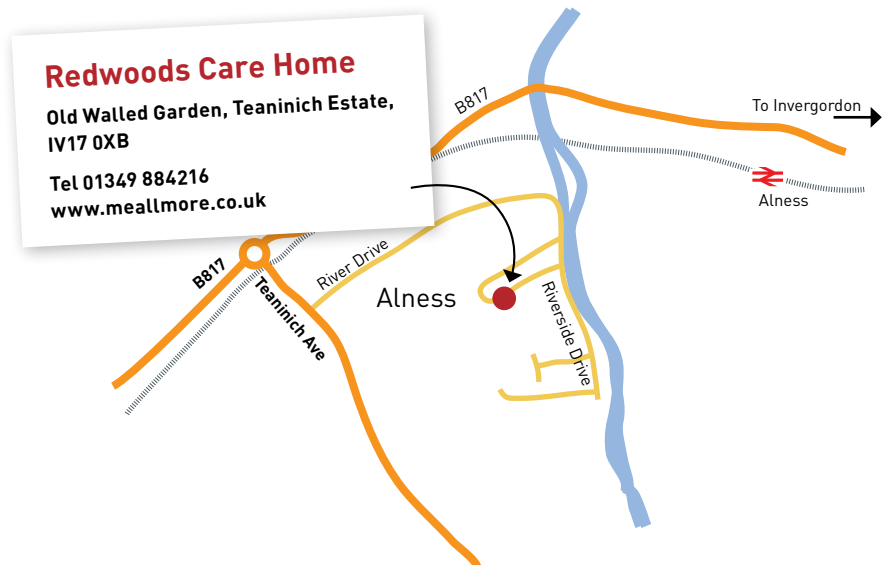 Redwoods Care Home
Old Walled Garden, Teaninich Estate,
IV17 0XB
Tel 01349 884216
www.meallmore.co.uk
B817
To Invergordon
Alness
B817
River Drive
Teaninich Ave
Alness
Riverside Drive